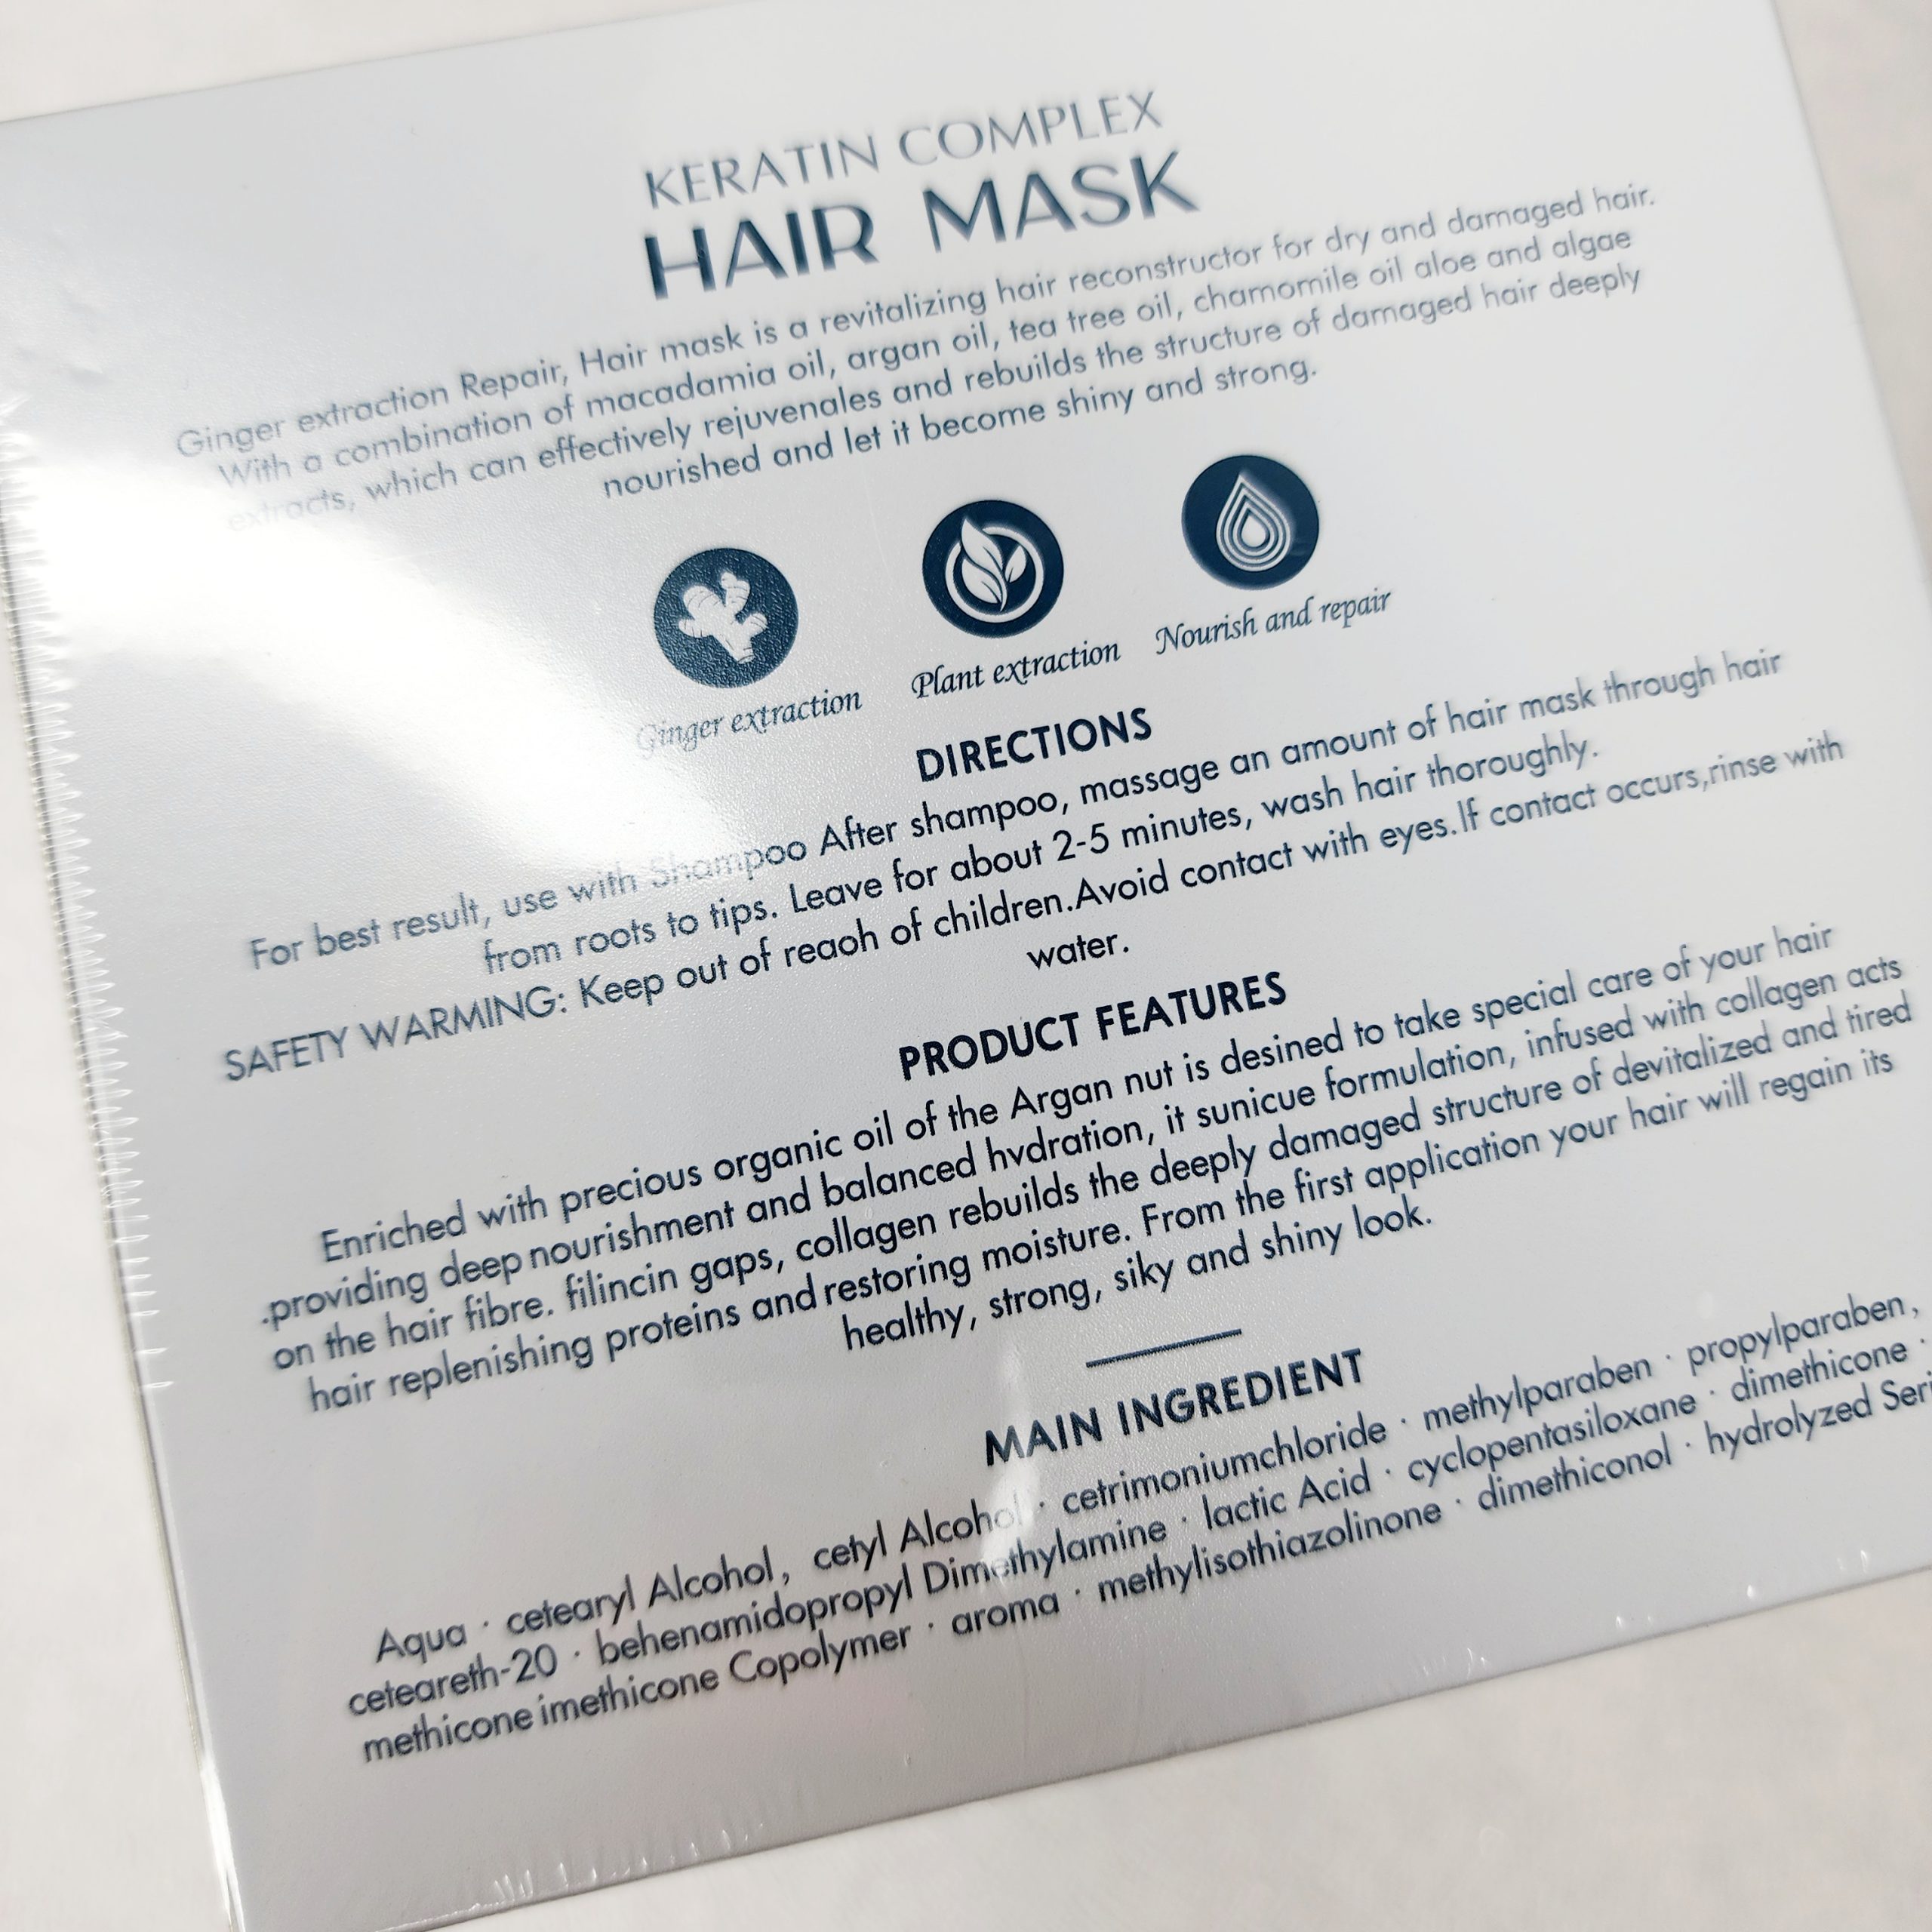 KERATIN COMPLEX
HAIR MASK
Ginger extraction Repair, Hair mask is a revitalizing hair reconstructor for dry and damaged hair.
With a combination of macadamia oil, argan oil, tea tree oil, chamomile oil aloe and algae
extracts, which can effectively rejuvenales and rebuilds the structure of damaged hair deeply
nourished and let it become shiny and strong.
Ginger extraction
Plant extraction
Nourish and repair
DIRECTIONS
For best result, use with Shampoo After shampoo, massage an amount of hair mask through hair
from roots to tips. Leave for about 2-5 minutes, wash hair thoroughly.
SAFETY WARMING: Keep out of reaoh of children.Avoid contact with eyes.If contact occurs,rinse with
water.
PRODUCT FEATURES
Enriched with precious organic oil of the Argan nut is desined to take special care of your hair
.providing deep nourishment and balanced hvdration, it sunicue formulation, infused with collagen acts
on the hair fibre. filincin gaps, collagen rebuilds the deeply damaged structure of devitalized and tired
hair replenishing proteins and restoring moisture. From the first application your hair will regain its
healthy, strong, siky and shiny look.
MAIN INGREDIENT
Aqua · cetearyl Alcohol, cetyl Alcohol · cetrimoniumchloride · methylparaben · propylparaben,
ceteareth-20 · behenamidopropyl Dimethylamine · lactic Acid · cyclopentasiloxane · dimethicone ·
methicone imethicone Copolymer · aroma · methylisothiazolinone · dimethiconol · hydrolyzed